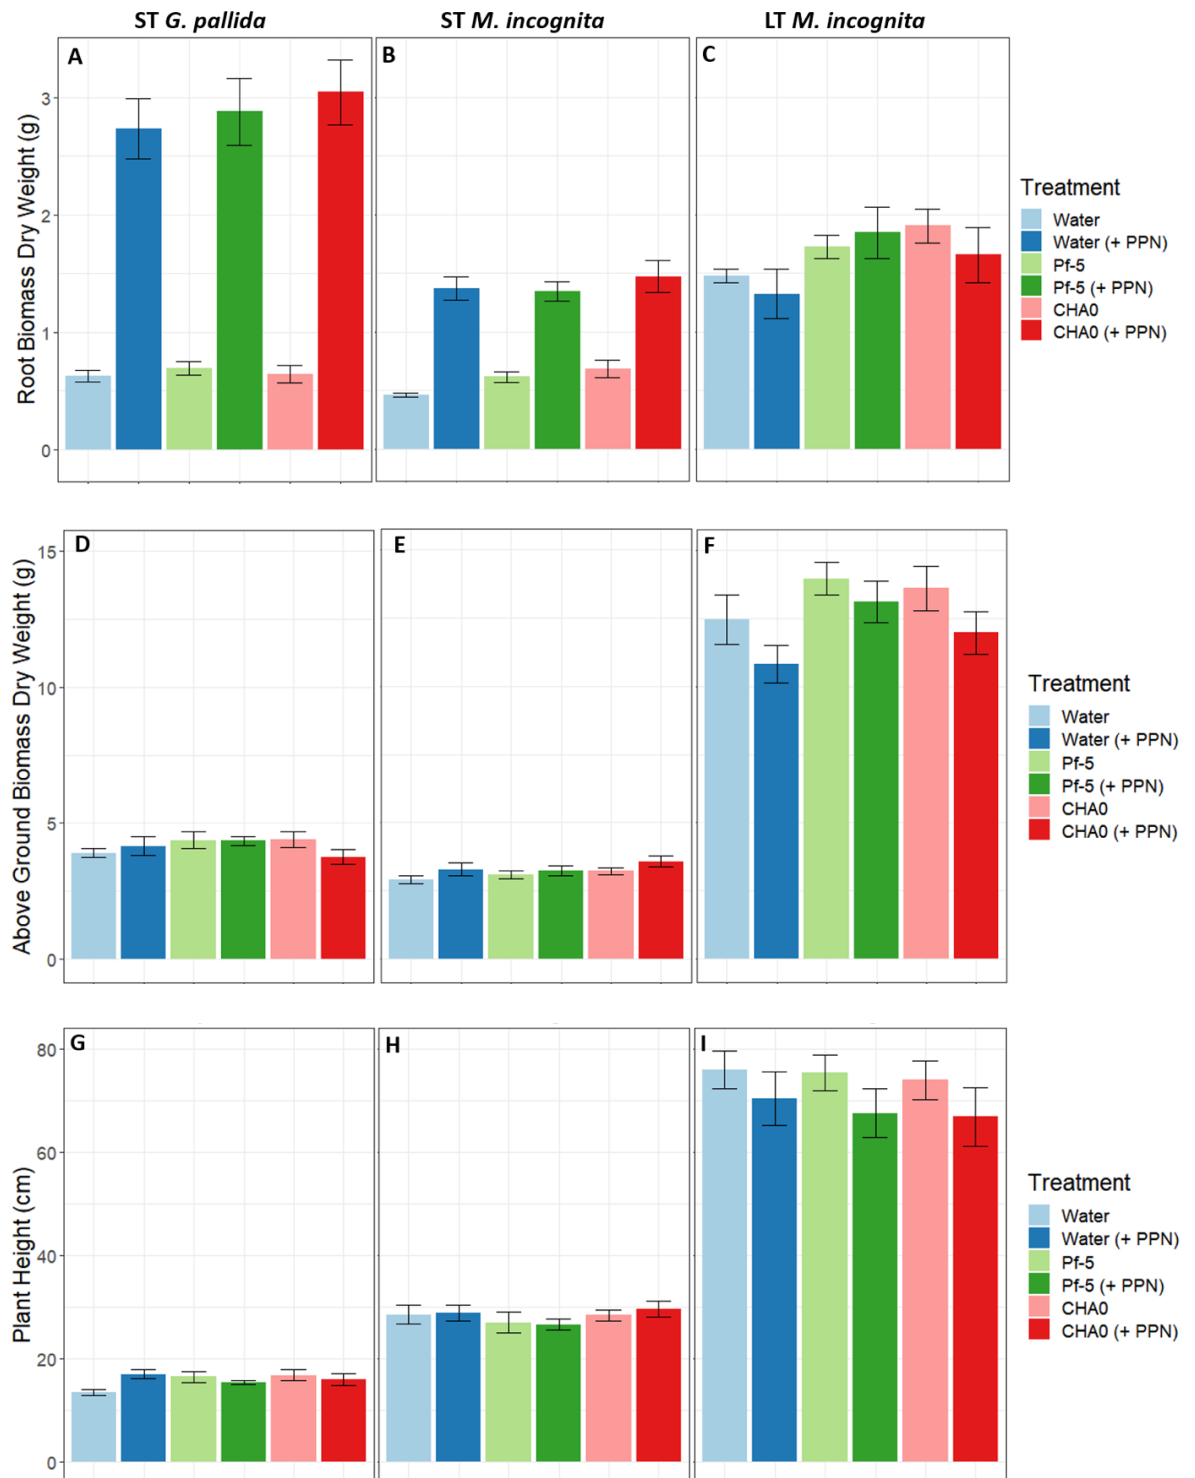 ST G. pallida
ST M. incognita
LT M. incognita
A
B
C
Root Biomass Dry Weight (g)
3
2
1
0
Treatment
Water
Water (+ PPN)
Pf-5
Pf-5 (+ PPN)
CHA0
CHA0 (+ PPN)
D
E
F
Above Ground Biomass Dry Weight (g)
15
10
5
0
Treatment
Water
Water (+ PPN)
Pf-5
Pf-5 (+ PPN)
CHA0
CHA0 (+ PPN)
G
H
I
Plant Height (cm)
80
60
40
20
0
Treatment
Water
Water (+ PPN)
Pf-5
Pf-5 (+ PPN)
CHA0
CHA0 (+ PPN)